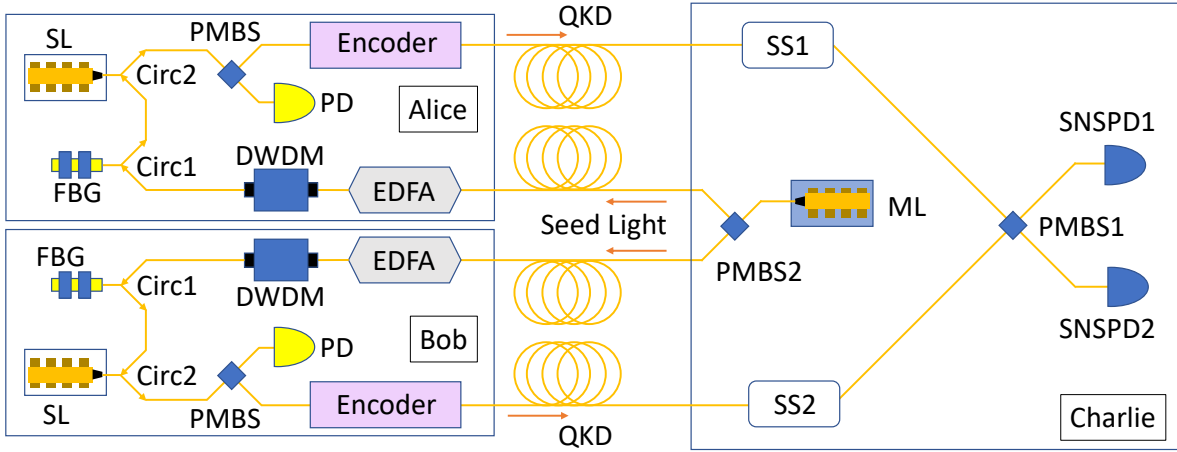 SL
Circ2
PMBS
Encoder
PD
Alice
FBG
Circ1
DWDM
EDFA
FBG
Circ1
DWDM
EDFA
PD
Bob
SL
Circ2
PMBS
Encoder
QKD
Seed Light
QKD
SS1
SNSPD1
ML
PMBS1
PMBS2
SNSPD2
SS2
Charlie